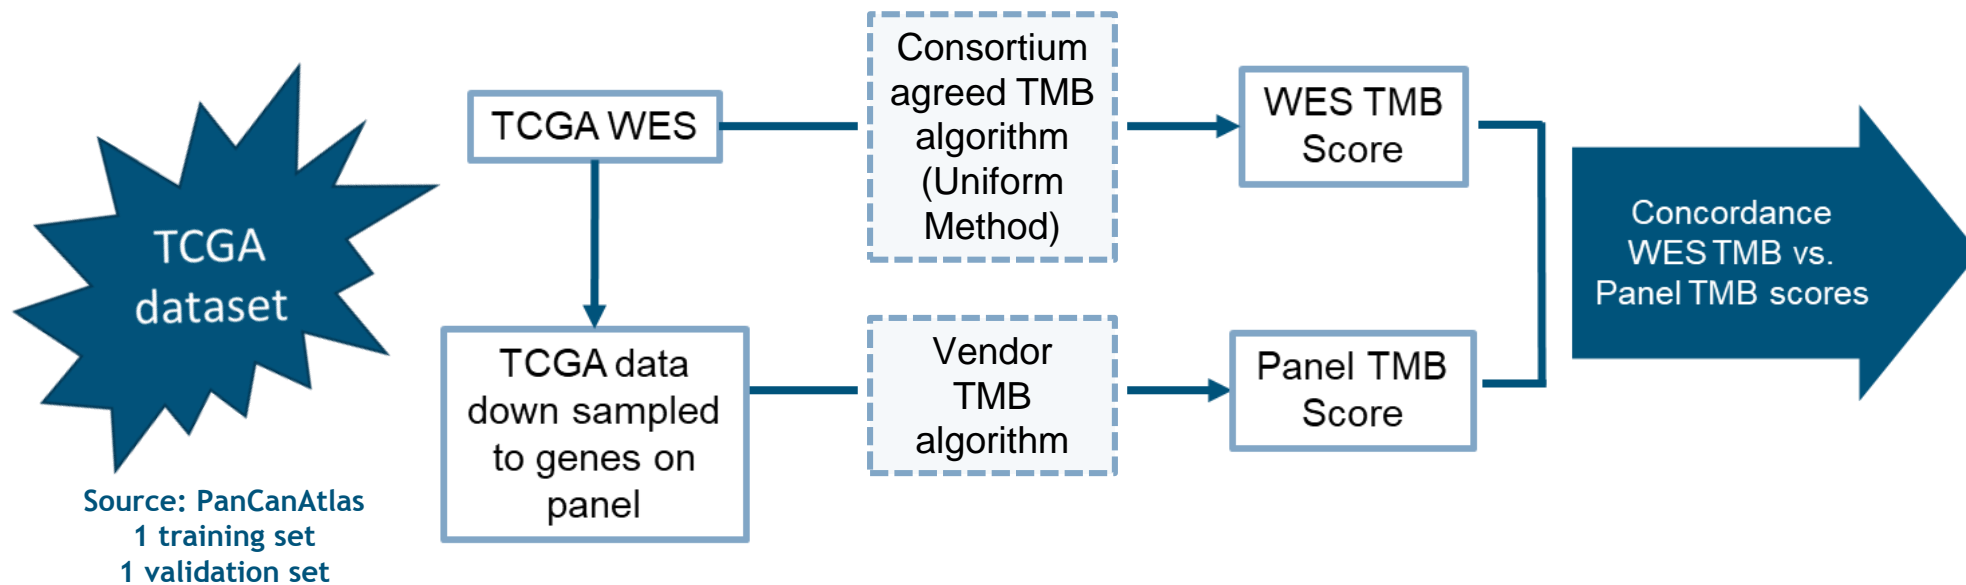 TCGA
dataset
Source: PanCanAtlas
1 training set
1 validation set
TCGA WES
TCGA data
down sampled
to genes on
panel
Consortium
agreed TMB
algorithm
(Uniform
Method)
Vendor
TMB
algorithm
WES TMB
Score
Panel TMB
Score
Concordance
WES TMB vs.
Panel TMB scores